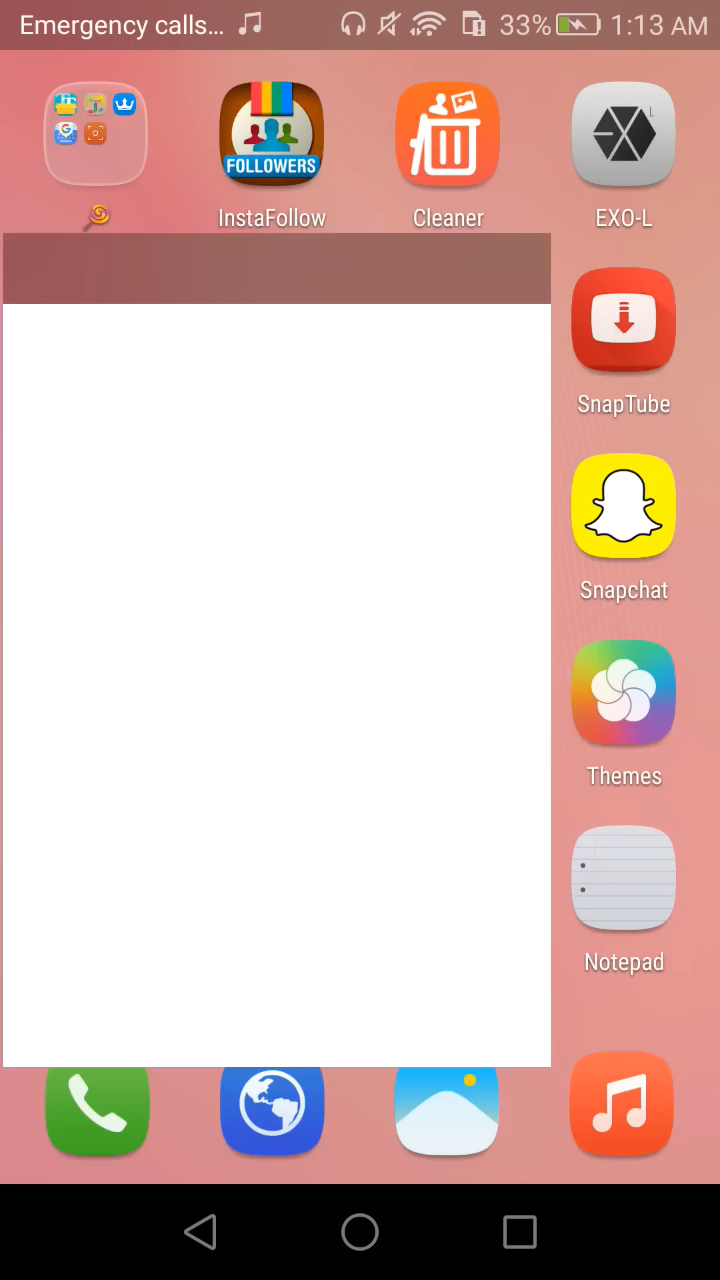 Emergency calls... 33% 1:13 AM
FOLLOWERS
L
InstaFollow Cleaner EXO-L
SnapTube
Snapchat
Themes
Notepad